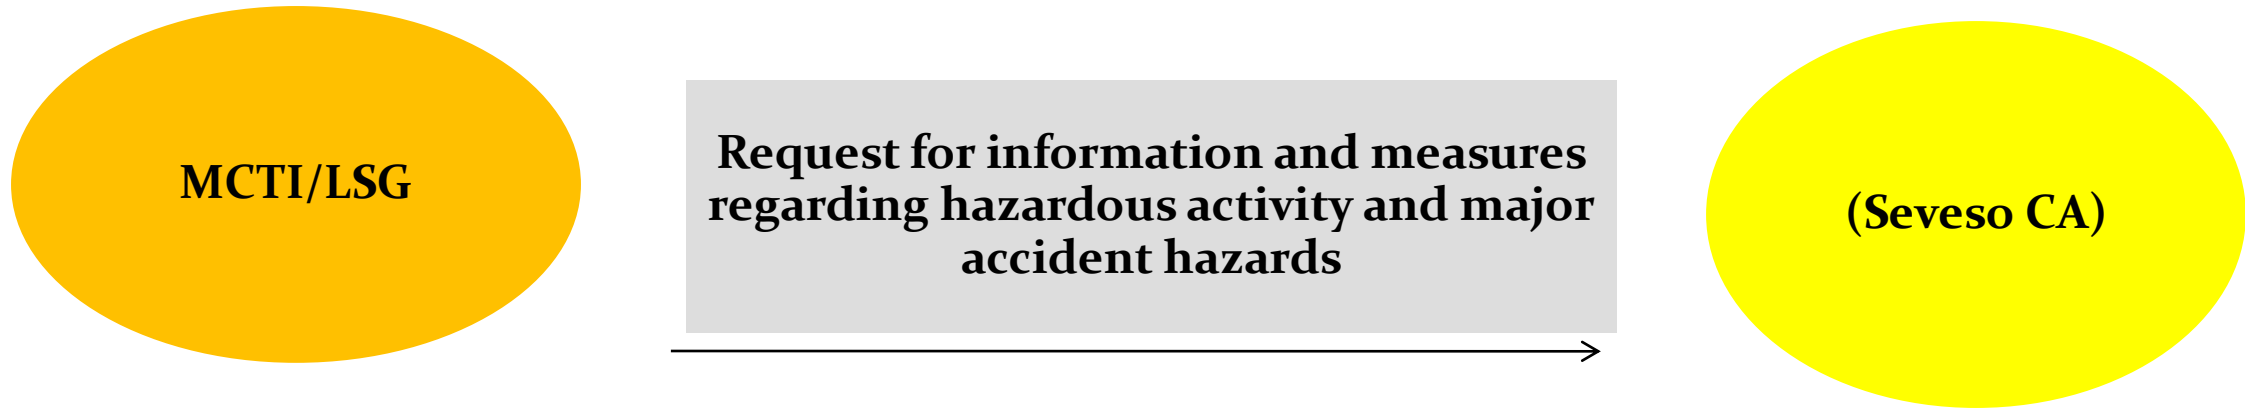 MCTI/LSG
Request for information and measures
regarding hazardous activity and major
accident hazards
(Seveso CA)